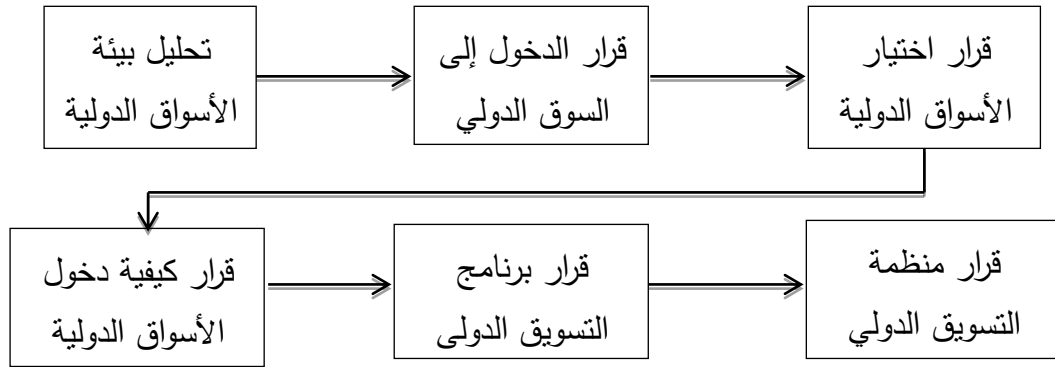 تحليل بيئة
الأسواق الدولية
قرار الدخول إلى
السوق الدولي
قرار اختيار
الأسواق الدولية
قرار كيفية دخول
الأسواق الدولية
قرار برنامج
التسويق الدولى
قرار منظمة
التسويق الدولي